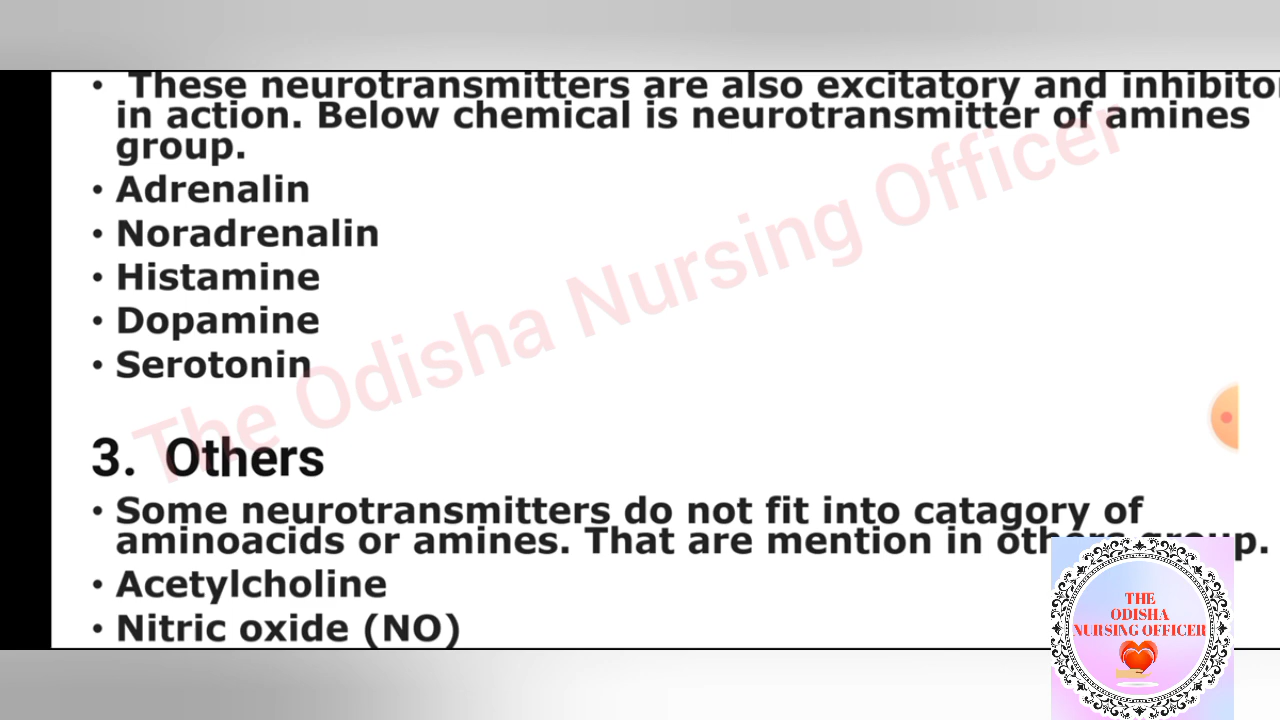 • These neurotransmitters are also excitatory and inhibitor
in action. Below chemical is neurotransmitter of amines
group.
• Adrenalin
• Noradrenalin
• Histamine
• Dopamine
• Serotonin
The Odisha Nursing Officer
3. Others
• Some neurotransmitters do not fit into catagory of
aminoacids or amines. That are mention in others group.
• Acetylcholine
• Nitric oxide (NO)
THE
ODISHA
NURSING OFFICER